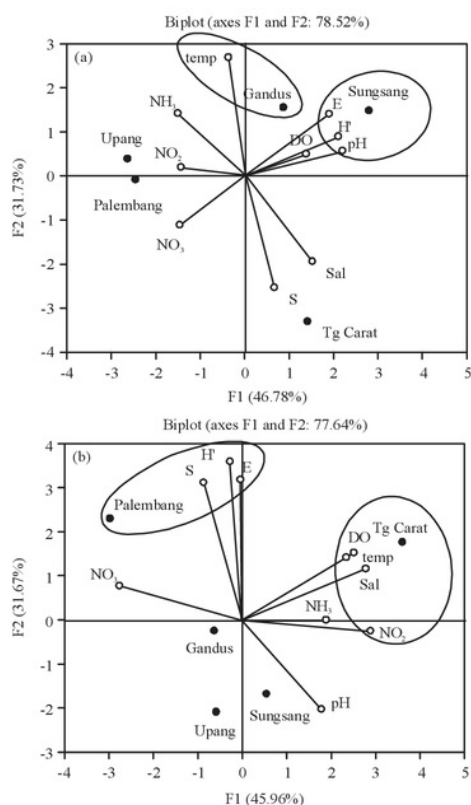 Biplot (axes F1 and F2: 78.52%)
(a)
temp
Gandus
Sungsang
NH₃
E
H'
DO
pH
Upang
NO₂
Palembang
NO₃
Sal
S
Tg Carat
F2 (31.73%)
3
2
1
0
-1
-2
-3
-4
-4 -3 -2 -1 0 1 2 3 4 5
F1 (46.78%)
Biplot (axes F1 and F2: 77.64%)
(b)
H'
S
E
Palembang
DO
Tg Carat
temp
Sal
NO₃
NH₃
NO₂
Gandus
pH
Upang
Sungsang
F2 (31.67%)
4
3
2
1
0
-1
-2
-3
-4 -3 -2 -1 0 1 2 3 4 5
F1 (45.96%)